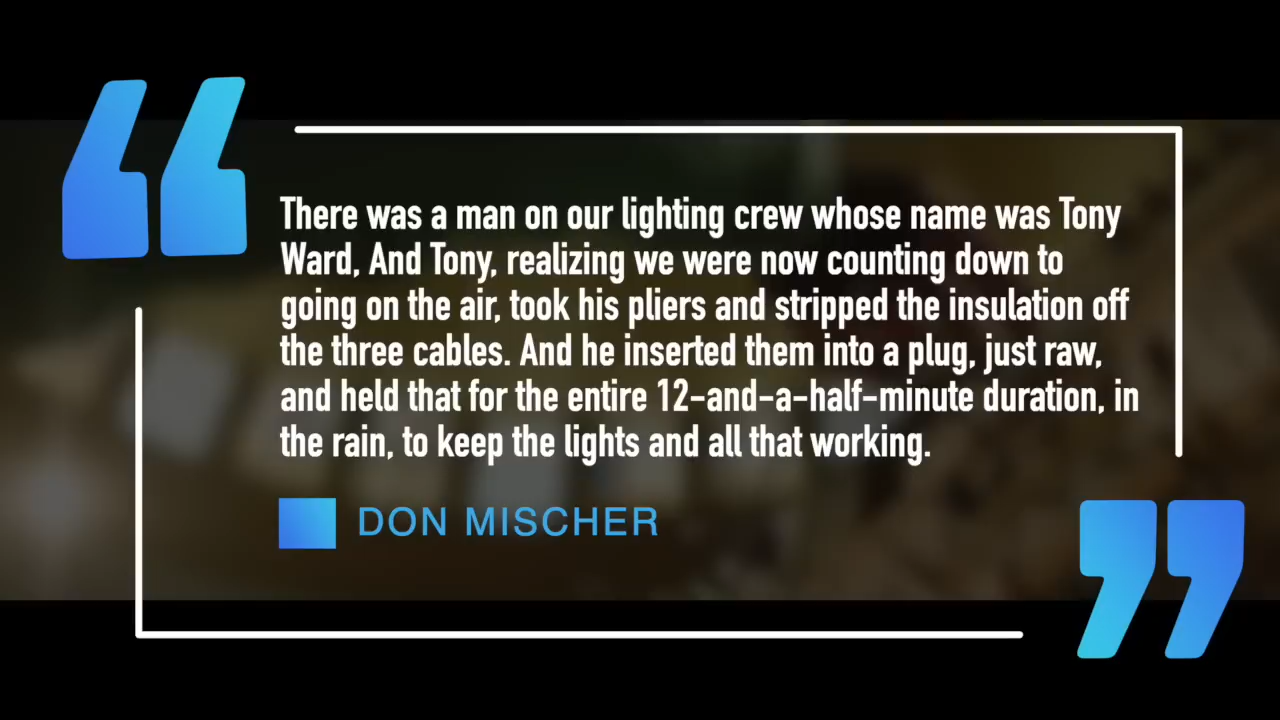 There was a man on our lighting crew whose name was Tony
Ward, And Tony, realizing we were now counting down to
going on the air, took his pliers and stripped the insulation off
the three cables. And he inserted them into a plug, just raw,
and held that for the entire 12-and-a-half-minute duration, in
the rain, to keep the lights and all that working.
DON MISCHER